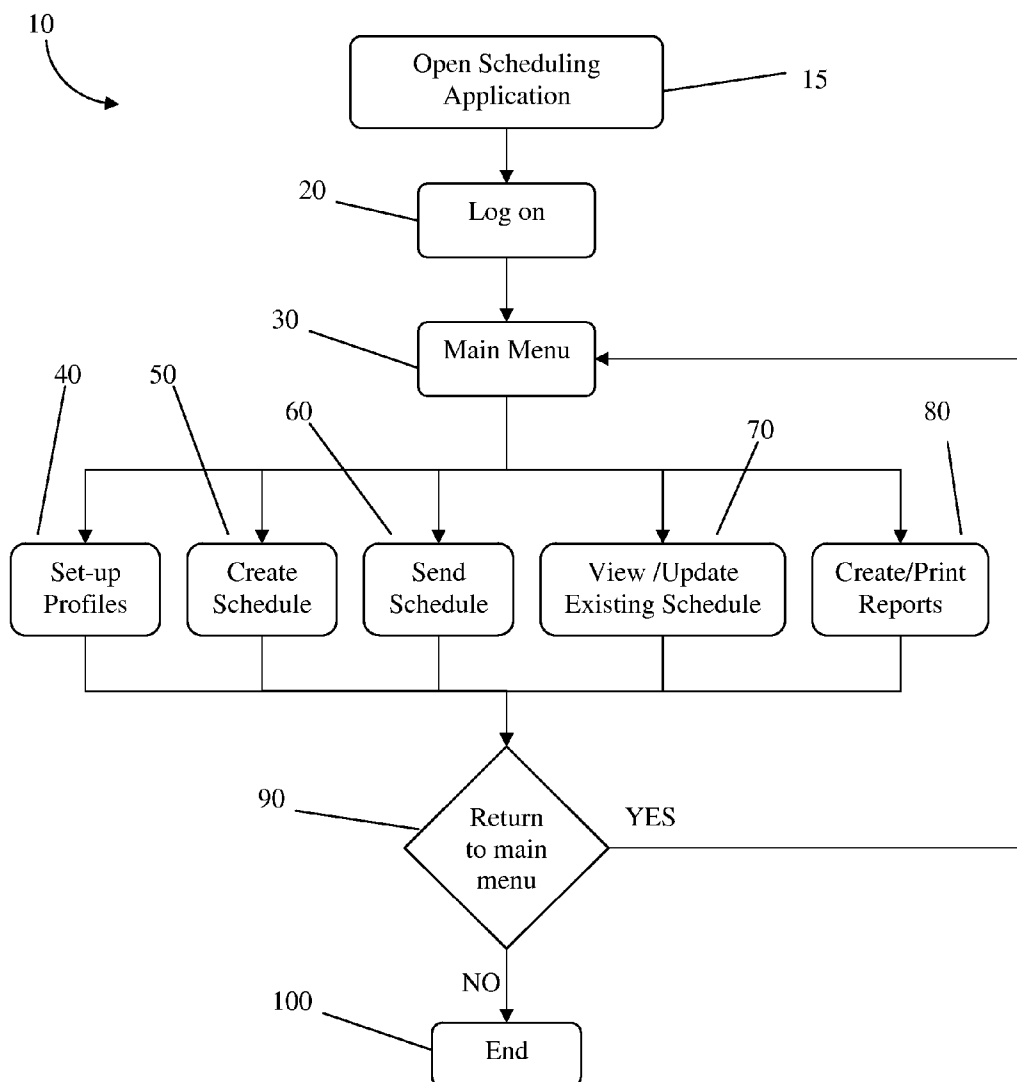 10
Open Scheduling
Application
15
20
Log on
30
Main Menu
40
50
60
70
80
Set-up
Profiles
Create
Schedule
Send
Schedule
View /Update
Existing Schedule
Create/Print
Reports
90
Return
to main
menu
YES
NO
100
End